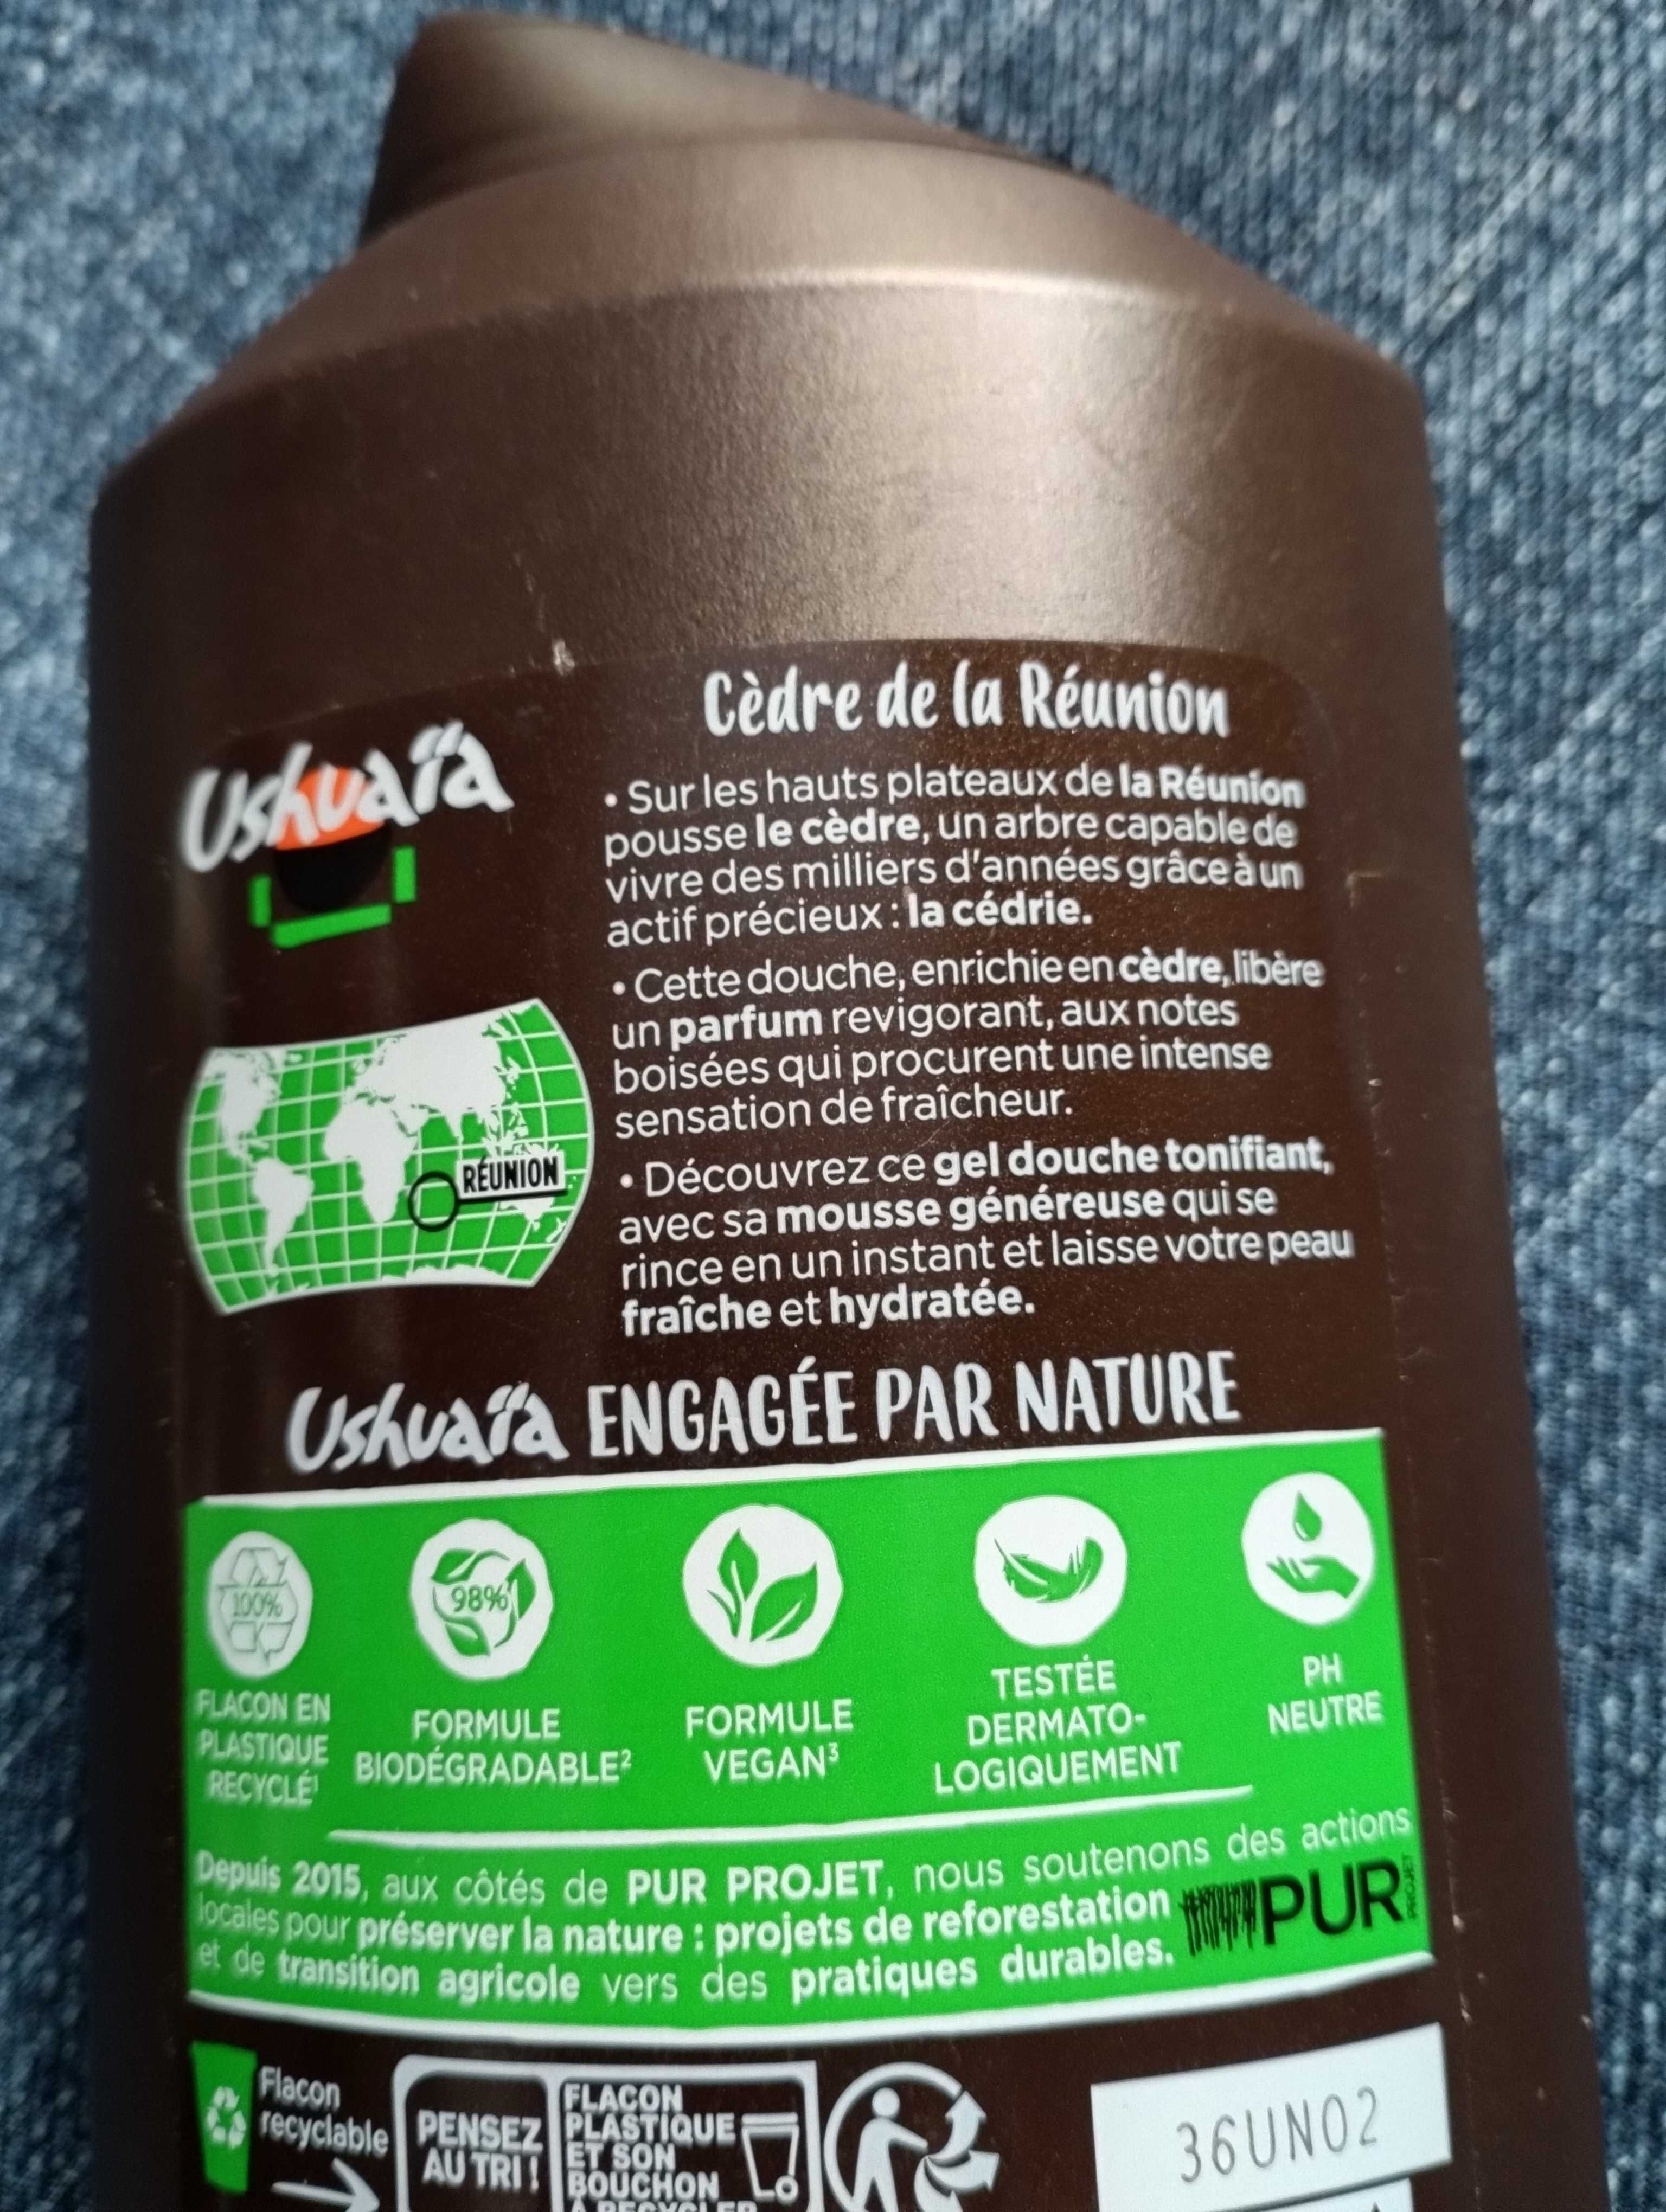 Cèdre de la Réunion
Ushuaïa
• Sur les hauts plateaux de la Réunion
pousse le cèdre, un arbre capable de
vivre des milliers d'années grâce à un
actif précieux : la cédrie.
• Cette douche, enrichie en cèdre, libère
un parfum revigorant, aux notes
boisées qui procurent une intense
sensation de fraîcheur.
RÉUNION
• Découvrez ce gel douche tonifiant,
avec sa mousse généreuse qui se
rince en un instant et laisse votre peau
fraîche et hydratée.
Ushuaïa ENGAGÉE PAR NATURE
100%
FLACON EN
PLASTIQUE
RECYCLÉ¹
98%
FORMULE
BIODÉGRADABLE²
FORMULE
VEGAN³
TESTÉE
DERMATO-
LOGIQUEMENT
PH
NEUTRE
Depuis 2015, aux côtés de PUR PROJET, nous soutenons des actions
locales pour préserver la nature : projets de reforestation
et de transition agricole vers des pratiques durables.
PUR PROJET
Flacon
recyclable
PENSEZ
AU TRI !
FLACON
PLASTIQUE
ET SON
BOUCHON
À RECYCLER
36UN02